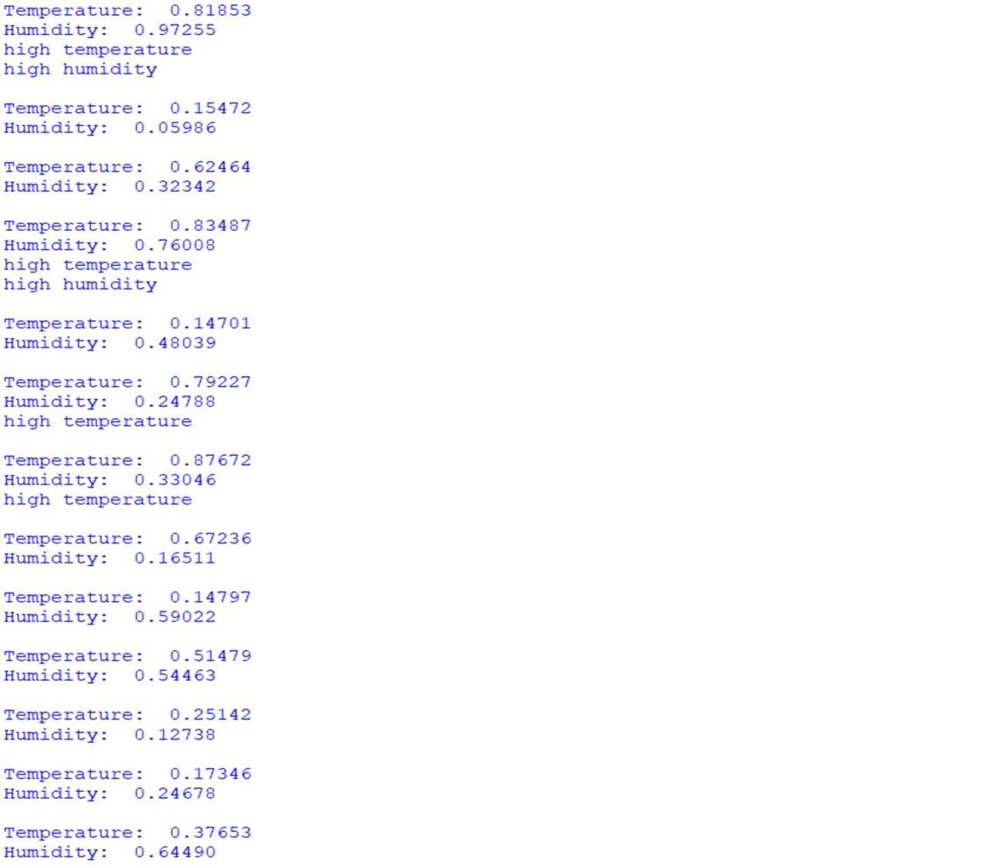 Temperature:  0.81853
Humidity:  0.97255
high temperature
high humidity
Temperature:  0.15472
Humidity:  0.05986
Temperature:  0.62464
Humidity:  0.32342
Temperature:  0.83487
Humidity:  0.76008
high temperature
high humidity
Temperature:  0.14701
Humidity:  0.48039
Temperature:  0.79227
Humidity:  0.24788
high temperature
Temperature:  0.87672
Humidity:  0.33046
high temperature
Temperature:  0.67236
Humidity:  0.16511
Temperature:  0.14797
Humidity:  0.59022
Temperature:  0.51479
Humidity:  0.54463
Temperature:  0.25142
Humidity:  0.12738
Temperature:  0.17346
Humidity:  0.24678
Temperature:  0.37653
Humidity:  0.64490